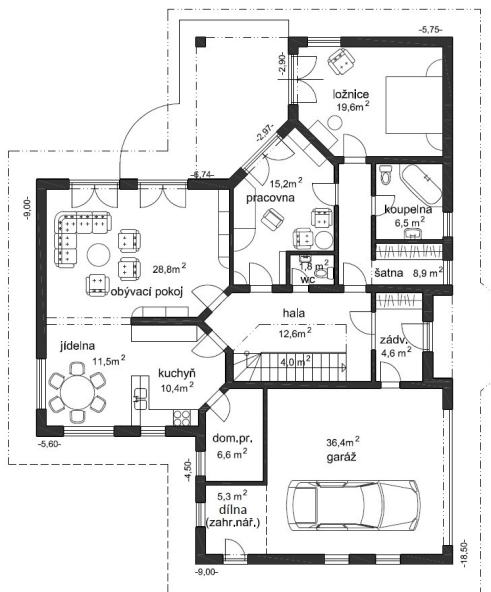 -5,75-
-2,90-
ložnice
19,6m²
-2,97-
-6,74-
15,2m²
pracovna
koupelna
6,5 m²
-9,00-
28,8m²
obývací pokoj
wc
šatna 8,9 m²
hala
12,6m²
zádv.
4,6 m²
jídelna
11,5m²
kuchyň
10,4m²
4,0 m²
-5,60-
dom.pr.
6,6 m²
36,4m²
garáž
-4,50-
5,3 m²
dílna
(zahr.nář.)
-9,00-
-18,50-